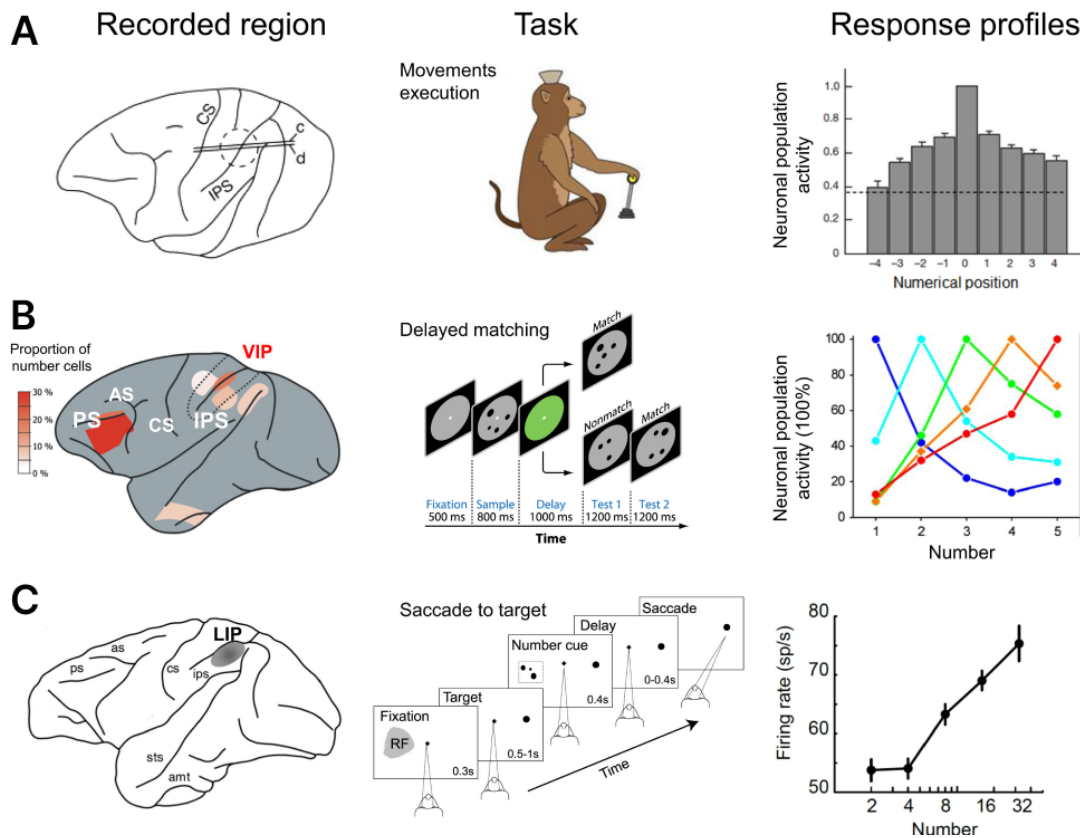 Recorded region
Task
Response profiles
A
CS
IPS
c
d
Movements
execution
Neuronal population
activity
1.0
0.8
0.6
0.4
0.2
0
−4 −3 −2 −1 0 1 2 3 4
Numerical position
B
Proportion of
number cells
30 %
20 %
10 %
0 %
VIP
AS
PS
CS
IPS
Delayed matching
Match
Nonmatch
Match
Fixation Sample Delay Test 1 Test 2
500 ms 800 ms 1000 ms 1200 ms 1200 ms
Time
Neuronal population
activity (100%)
100
80
60
40
20
0
1 2 3 4 5
Number
C
LIP
as
ps
cs
ips
sts
amt
Saccade to target
Saccade
Delay
Number cue
Target
Fixation
RF
0.3s
0.5-1s
0.4s
0-0.4s
Time
Firing rate (sp/s)
80
70
60
50
2 4 8 16 32
Number